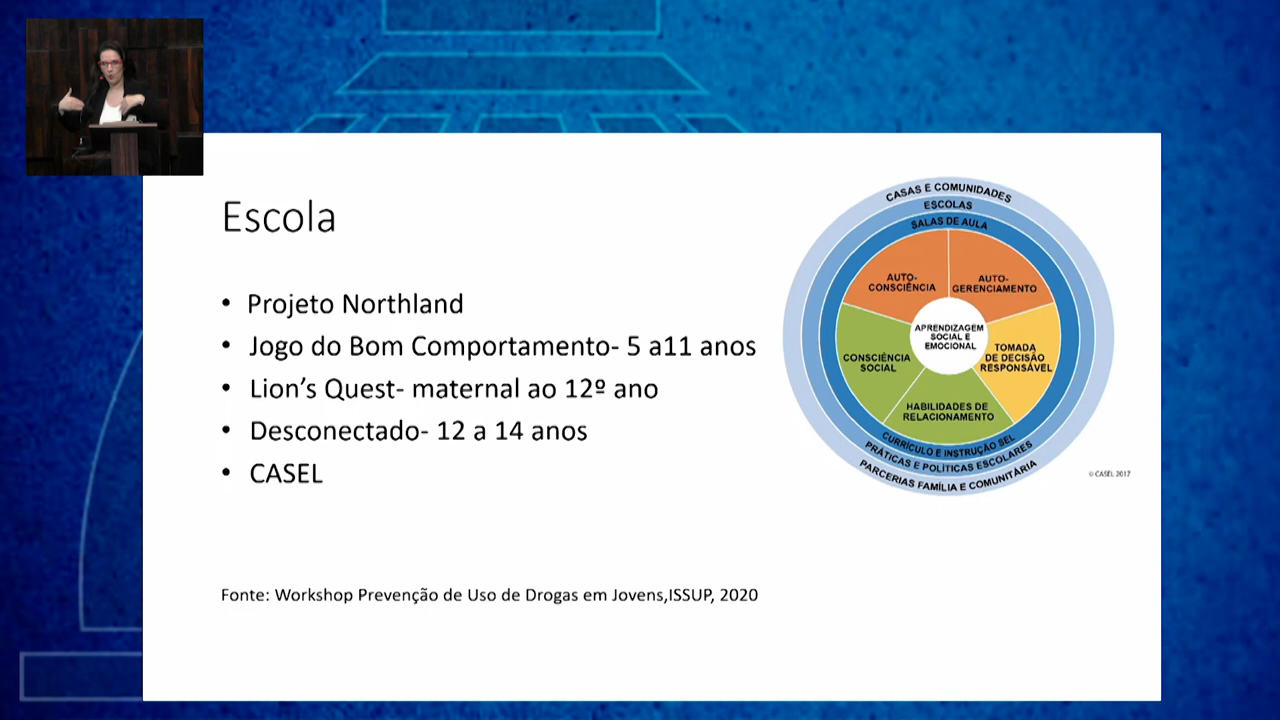 Escola
• Projeto Northland
• Jogo do Bom Comportamento- 5 a11 anos
• Lion’s Quest- maternal ao 12º ano
• Desconectado- 12 a 14 anos
• CASEL
Fonte: Workshop Prevenção de Uso de Drogas em Jovens,ISSUP, 2020
CASAS E COMUNIDADES
ESCOLAS
SALAS DE AULA
AUTO-
CONSCIÊNCIA
AUTO-
GERENCIAMENTO
APRENDIZAGEM
SOCIAL E
EMOCIONAL
CONSCIÊNCIA
SOCIAL
TOMADA
DE DECISÃO
RESPONSÁVEL
HABILIDADES DE
RELACIONAMENTO
CURRÍCULO E INSTRUÇÃO SEL
PRÁTICAS E POLÍTICAS ESCOLARES
PARCERIAS FAMÍLIA E COMUNITÁRIA
© CASEL 2017